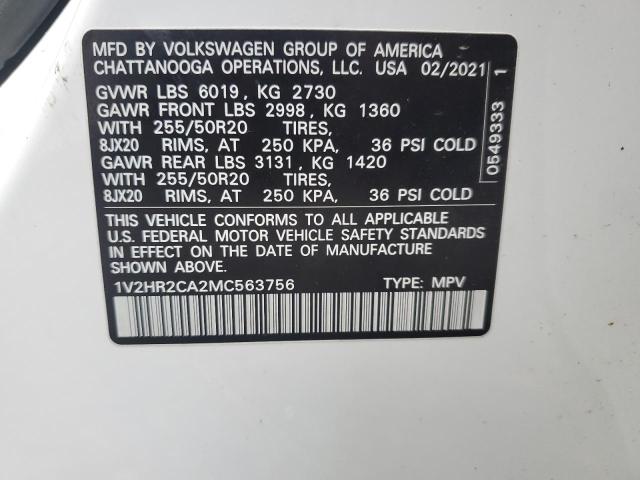 MFD BY VOLKSWAGEN GROUP OF AMERICA
CHATTANOOGA OPERATIONS, LLC. USA 02/2021
GVWR LBS 6019, KG 2730
GAWR FRONT LBS 2998, KG 1360
WITH 255/50R20 TIRES,
8JX20 RIMS, AT 250 KPA, 36 PSI COLD
GAWR REAR LBS 3131, KG 1420
WITH 255/50R20 TIRES,
8JX20 RIMS, AT 250 KPA, 36 PSI COLD
THIS VEHICLE CONFORMS TO ALL APPLICABLE
U.S. FEDERAL MOTOR VEHICLE SAFETY STANDARDS
IN EFFECT ON THE DATE OF MANUFACTURE
SHOWN ABOVE.
1V2HR2CA2MC563756 TYPE: MPV
0549333 1